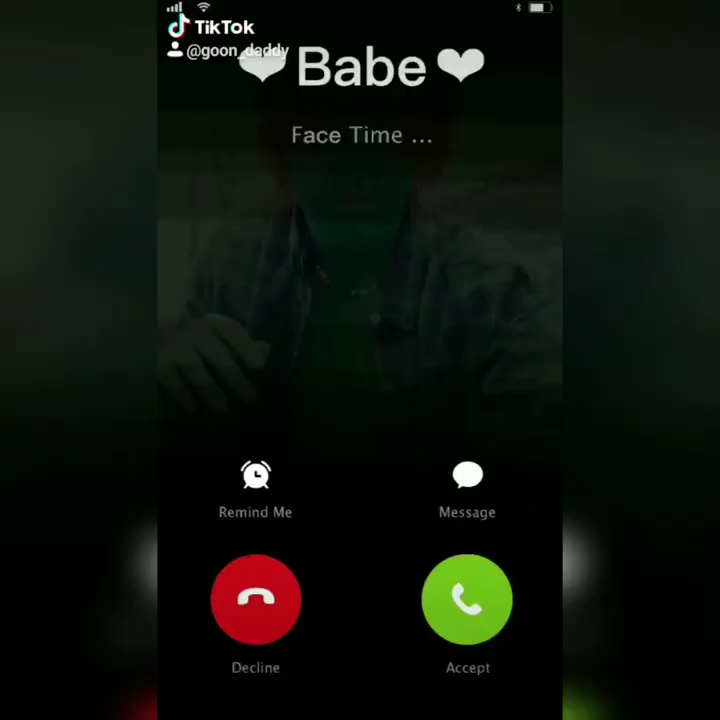 TikTok
@goon_daddy
Babe
Face Time ...
Remind Me
Message
Decline
Accept